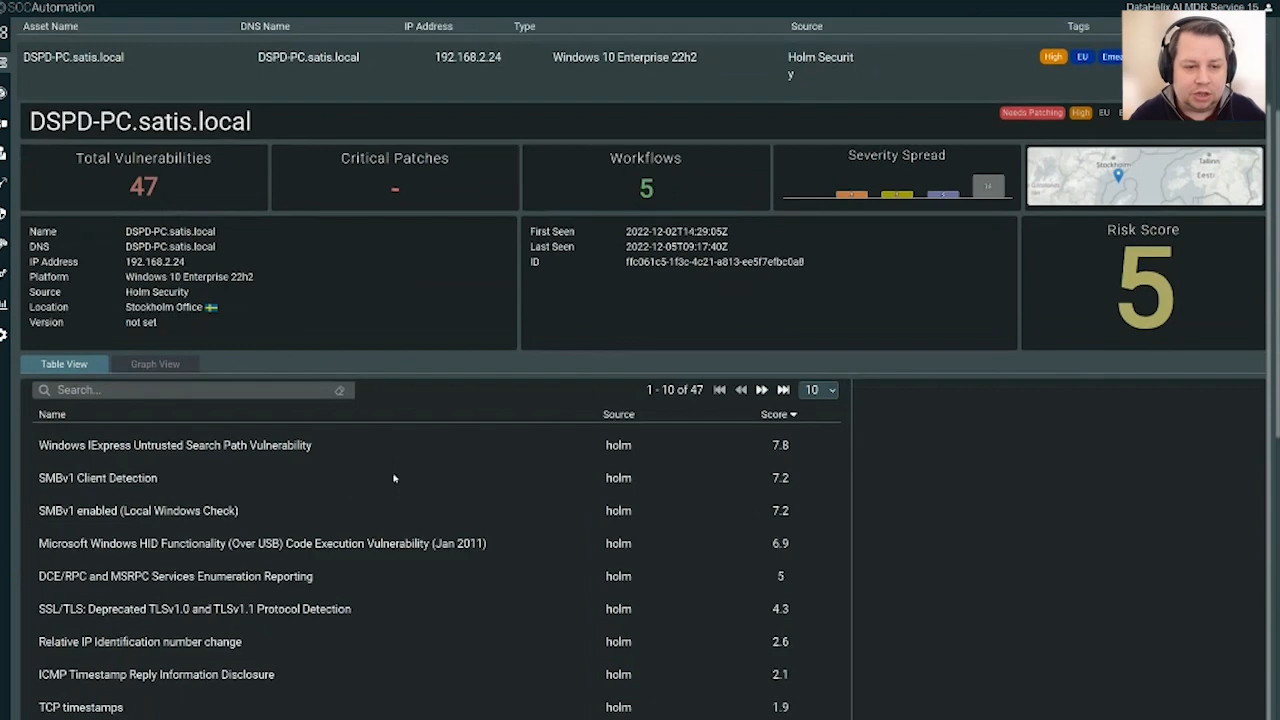 SOCAutomation
DataHelix AI MDR Service 15
Asset Name DNS Name IP Address Type Source Tags
DSPD-PC.satis.local DSPD-PC.satis.local 192.168.2.24 Windows 10 Enterprise 22h2 Holm Securit
y
High EU Emea
DSPD-PC.satis.local
Needs Patching High EU
Total Vulnerabilities
47
Critical Patches
-
Workflows
5
Severity Spread
14
Stockholm
Tallinn
Eesti
Name DSPD-PC.satis.local
DNS DSPD-PC.satis.local
IP Address 192.168.2.24
Platform Windows 10 Enterprise 22h2
Source Holm Security
Location Stockholm Office
Version not set
First Seen 2022-12-02T14:29:05Z
Last Seen 2022-12-05T09:17:40Z
ID ffc061c5-1f3c-4c21-a813-ee5f7efbc0a8
Risk Score
5
Table View Graph View
Search... 1 - 10 of 47 10
Name Source Score
Windows IExpress Untrusted Search Path Vulnerability holm 7.8
SMBv1 Client Detection holm 7.2
SMBv1 enabled (Local Windows Check) holm 7.2
Microsoft Windows HID Functionality (Over USB) Code Execution Vulnerability (Jan 2011) holm 6.9
DCE/RPC and MSRPC Services Enumeration Reporting holm 5
SSL/TLS: Deprecated TLSv1.0 and TLSv1.1 Protocol Detection holm 4.3
Relative IP Identification number change holm 2.6
ICMP Timestamp Reply Information Disclosure holm 2.1
TCP timestamps holm 1.9